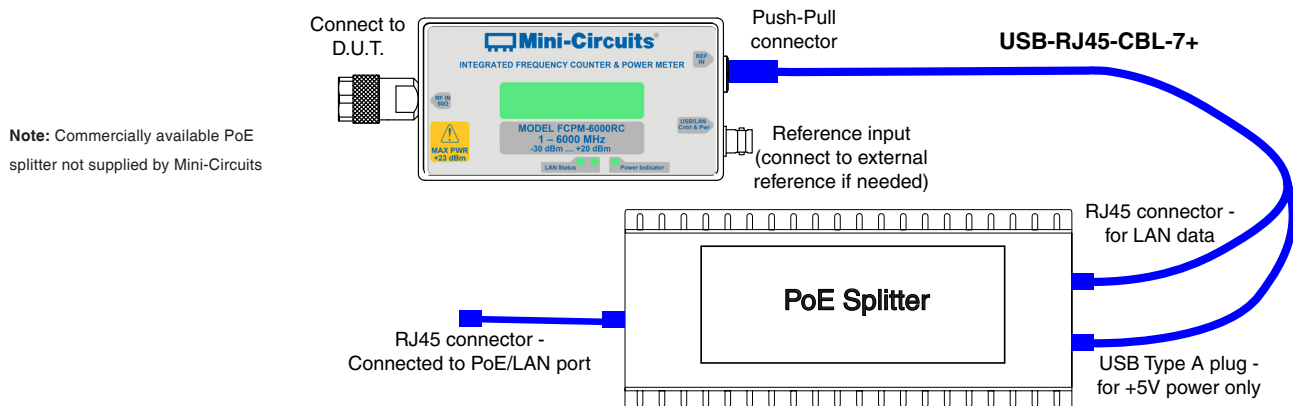 Connect to
D.U.T.
Push-Pull
connector
USB-RJ45-CBL-7+
Mini-Circuits®
INTEGRATED FREQUENCY COUNTER & POWER METER
REF
IN
RF IN
50Ω
USB/LAN
Cntrl & Pwr
MAX PWR
+23 dBm
MODEL FCPM-6000RC
1 – 6000 MHz
-30 dBm ... +20 dBm
LAN Status
Power Indicator
Note: Commercially available PoE
splitter not supplied by Mini-Circuits
Reference input
(connect to external
reference if needed)
RJ45 connector -
for LAN data
PoE Splitter
RJ45 connector -
Connected to PoE/LAN port
USB Type A plug -
for +5V power only